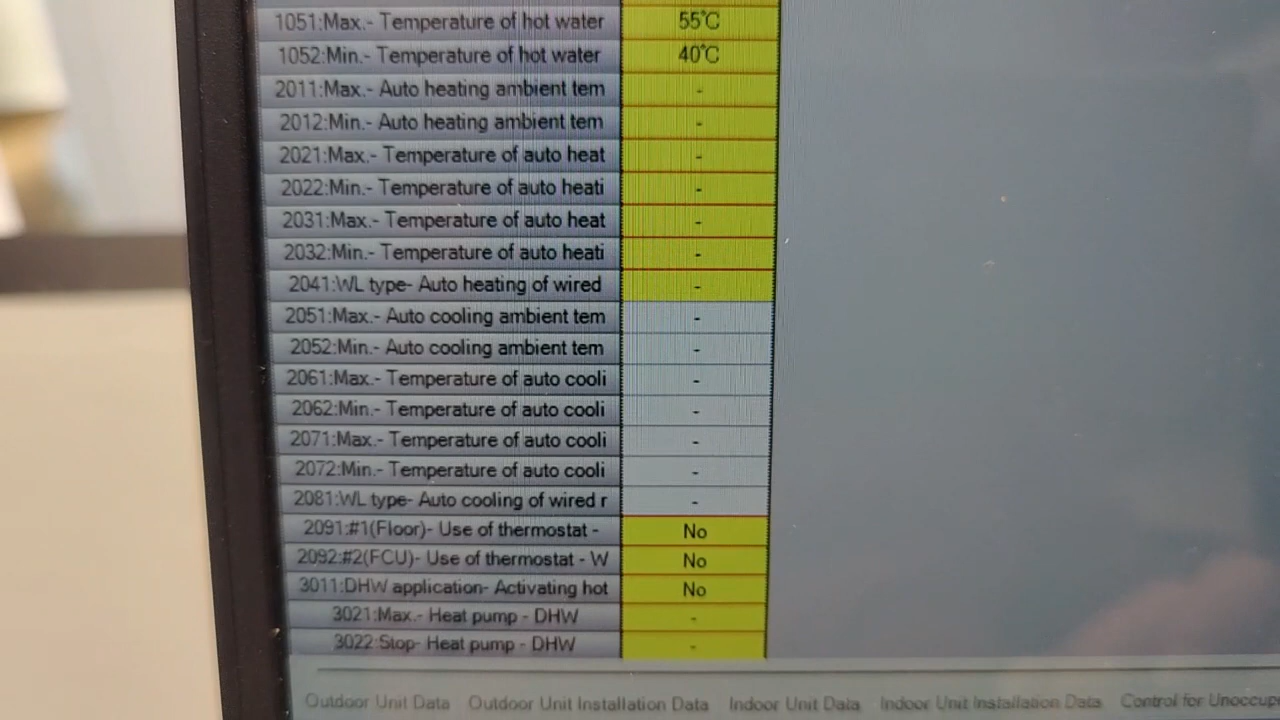 1051:Max.- Temperature of hot water 55℃
1052:Min.- Temperature of hot water 40℃
2011:Max.- Auto heating ambient tem -
2012:Min.- Auto heating ambient tem -
2021:Max.- Temperature of auto heat -
2022:Min.- Temperature of auto heati -
2031:Max.- Temperature of auto heat -
2032:Min.- Temperature of auto heati -
2041:WL type- Auto heating of wired -
2051:Max.- Auto cooling ambient tem -
2052:Min.- Auto cooling ambient tem -
2061:Max.- Temperature of auto cooli -
2062:Min.- Temperature of auto cooli -
2071:Max.- Temperature of auto cooli -
2072:Min.- Temperature of auto cooli -
2081:WL type- Auto cooling of wired r -
2091:#1(Floor)- Use of thermostat - No
2092:#2(FCU)- Use of thermostat - W No
3011:DHW application- Activating hot No
3021:Max.- Heat pump - DHW -
3022:Stop- Heat pump - DHW -
Outdoor Unit Data Outdoor Unit Installation Data Indoor Unit Data Indoor Unit Installation Data Control for Unoccup